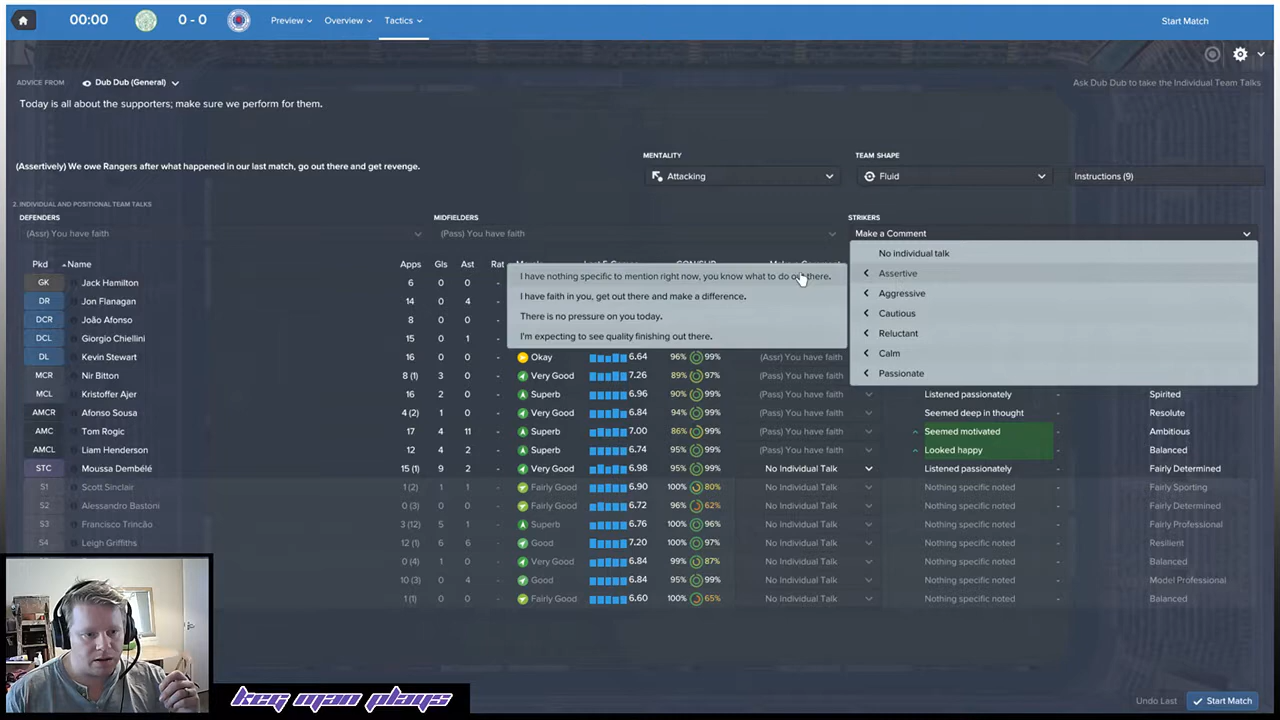 00:00 0 - 0 Preview Overview Tactics Start Match
ADVICE FROM Dub Dub (General) Ask Dub Dub to take the Individual Team Talks
Today is all about the supporters; make sure we perform for them.
MENTALITY TEAM SHAPE
(Assertively) We owe Rangers after what happened in our last match, go out there and get revenge. Attacking Fluid Instructions (9)
2. INDIVIDUAL AND POSITIONAL TEAM TALKS
DEFENDERS MIDFIELDERS STRIKERS
(Assr) You have faith (Pass) You have faith Make a Comment
No individual talk
Pkd Name Apps Gls Ast Rat
Assertive
I have nothing specific to mention right now, you know what to do out there.
GK Jack Hamilton 6 0 0 -
Aggressive
I have faith in you, get out there and make a difference.
DR Jon Flanagan 14 0 4 -
Cautious
There is no pressure on you today.
DCR João Afonso 8 0 0 -
Reluctant
I'm expecting to see quality finishing out there.
DCL Giorgio Chiellini 15 0 1 -
Calm
DL Kevin Stewart 16 0 2 - Okay 6.64 96% 99% (Assr) You have faith
Passionate
MCR Nir Bitton 8 (1) 3 0 - Very Good 7.26 89% 97% (Pass) You have faith
MCL Kristoffer Ajer 16 2 0 - Superb 6.96 90% 99% (Pass) You have faith Listened passionately - Spirited
AMCR Afonso Sousa 4 (2) 1 0 - Very Good 6.84 94% 99% (Pass) You have faith Seemed deep in thought - Resolute
AMC Tom Rogic 17 4 11 - Superb 7.00 86% 99% (Pass) You have faith Seemed motivated - Ambitious
AMCL Liam Henderson 12 4 2 - Superb 6.74 95% 99% (Pass) You have faith Looked happy - Balanced
STC Moussa Dembélé 15 (1) 9 2 - Very Good 6.98 95% 99% No Individual Talk Listened passionately - Fairly Determined
S1 Scott Sinclair 1 (2) 1 1 - Fairly Good 6.90 100% 80% No Individual Talk Nothing specific noted - Fairly Sporting
S2 Alessandro Bastoni 0 (3) 0 0 - Fairly Good 6.72 96% 62% No Individual Talk Nothing specific noted - Fairly Determined
S3 Francisco Trincão 3 (12) 5 1 - Superb 6.76 100% 96% No Individual Talk Nothing specific noted - Fairly Professional
S4 Leigh Griffiths 12 (1) 6 6 - Good 7.20 100% 97% No Individual Talk Nothing specific noted - Resilient
0 (4) 1 0 - Very Good 6.84 99% 87% No Individual Talk Nothing specific noted - Balanced
10 (3) 0 4 - Good 6.84 95% 99% No Individual Talk Nothing specific noted - Model Professional
1 (1) 0 0 - Fairly Good 6.60 100% 65% No Individual Talk Nothing specific noted - Balanced
keg man plays Undo Last Start Match